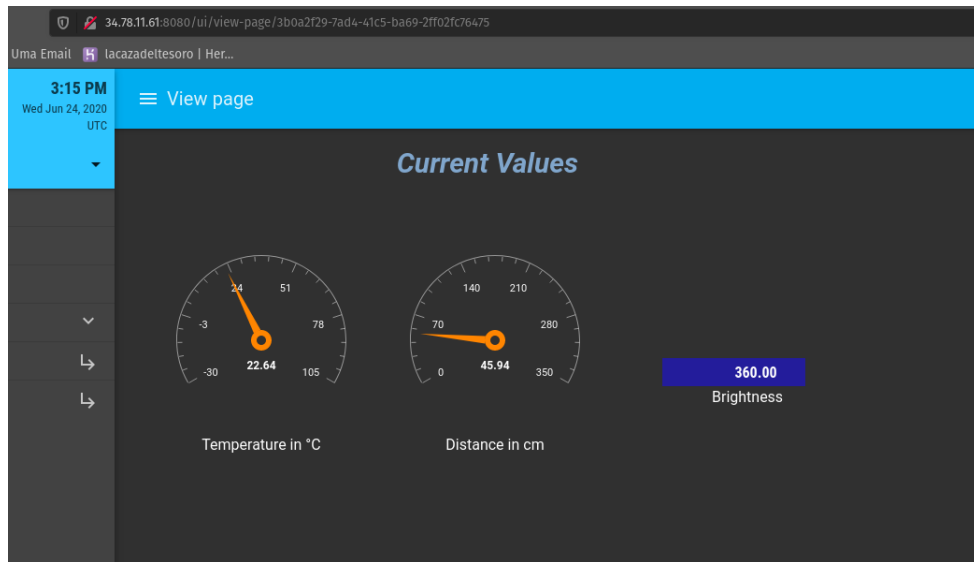 34.78.11.61:8080/ui/view-page/3b0a2f29-7ad4-41c5-ba69-2ff02fc76475
Uma Email lacazadeltesoro | Her...
3:15 PM
Wed Jun 24, 2020
UTC
View page
Current Values
-30 -3 24 51 78 105
22.64
Temperature in °C
0 70 140 210 280 350
45.94
Distance in cm
360.00
Brightness